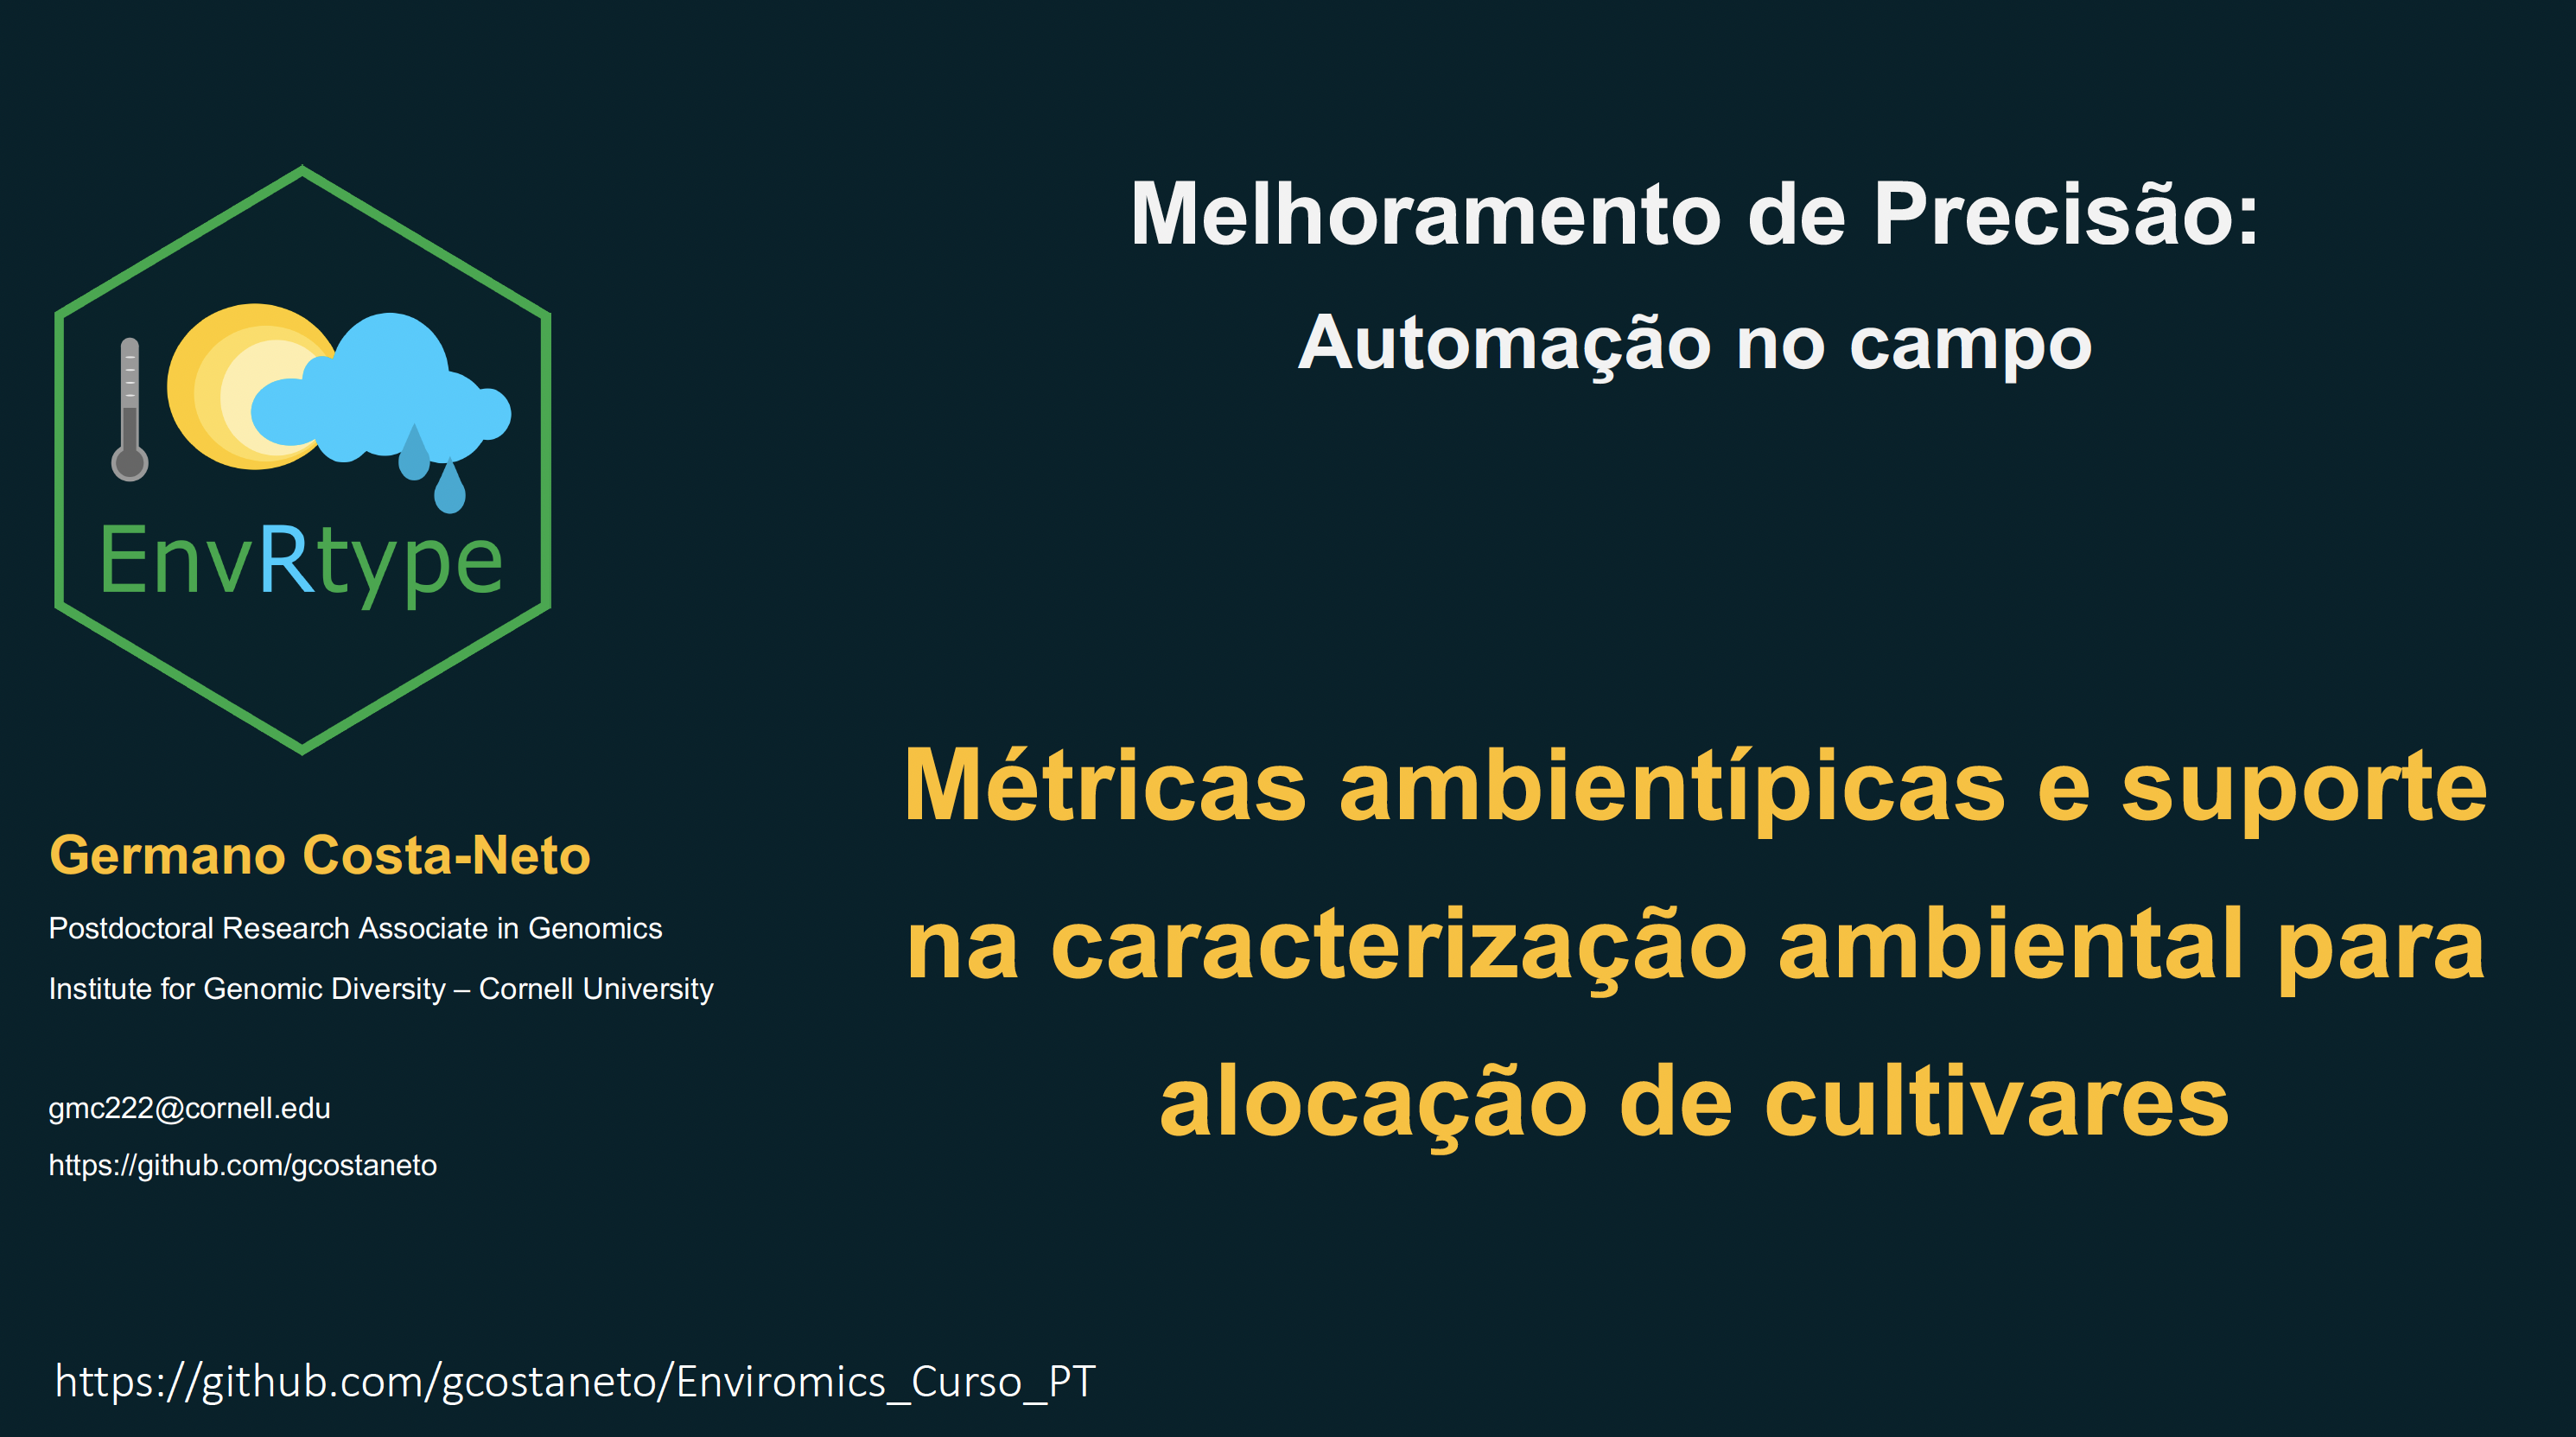 EnvRtype
Germano Costa-Neto
Postdoctoral Research Associate in Genomics
Institute for Genomic Diversity – Cornell University
gmc222@cornell.edu
https://github.com/gcostaneto
Melhoramento de Precisão:
Automação no campo
Métricas ambientípicas e suporte
na caracterização ambiental para
alocação de cultivares
https://github.com/gcostaneto/Enviromics_Curso_PT